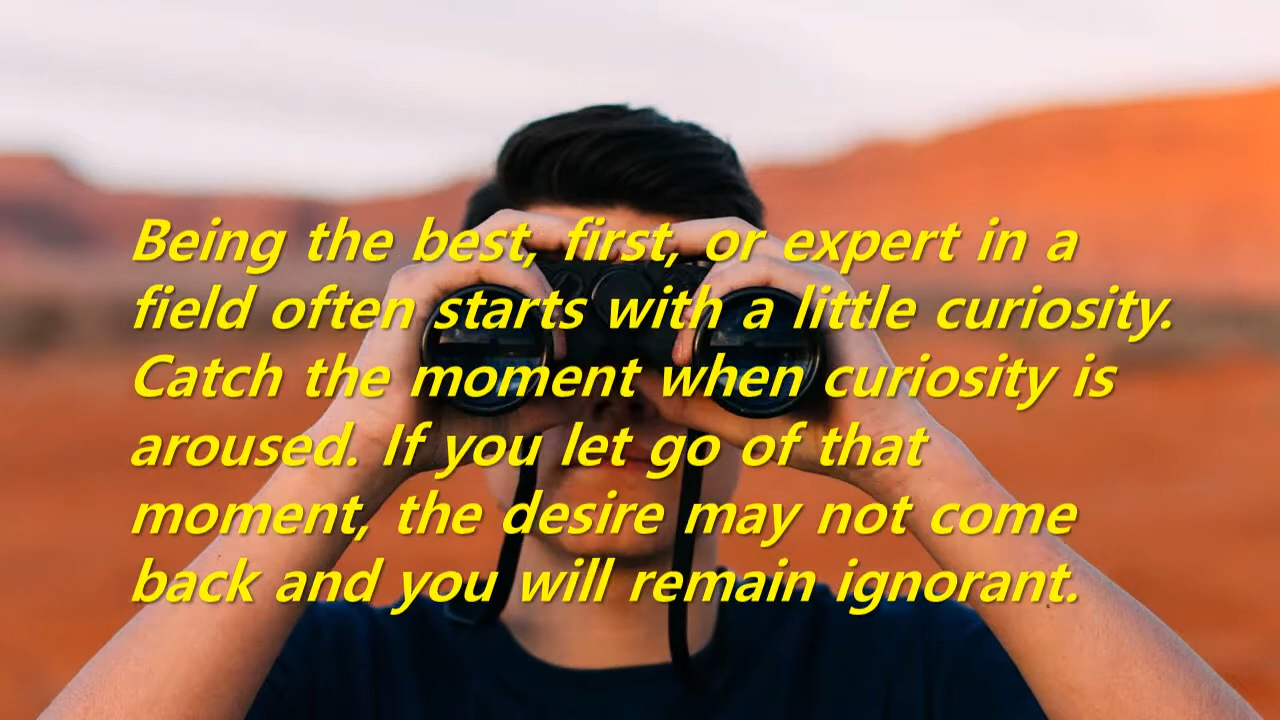 Being the best, first, or expert in a
field often starts with a little curiosity.
Catch the moment when curiosity is
aroused. If you let go of that
moment, the desire may not come
back and you will remain ignorant.